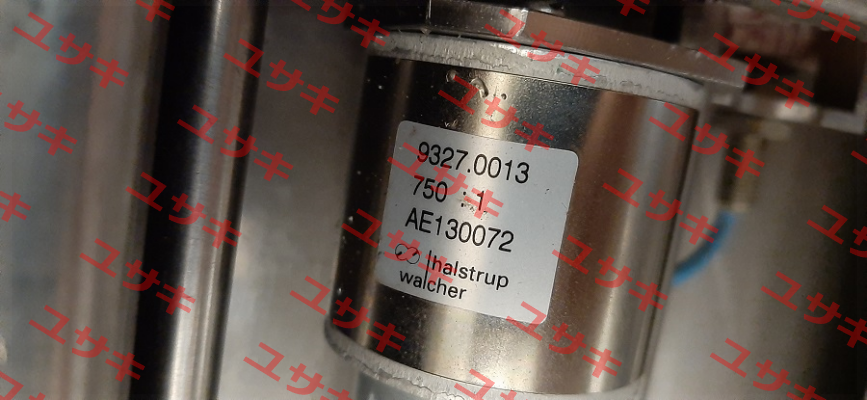 9327.0013
750 : 1
AE130072
halstrup
walcher
ユサキ